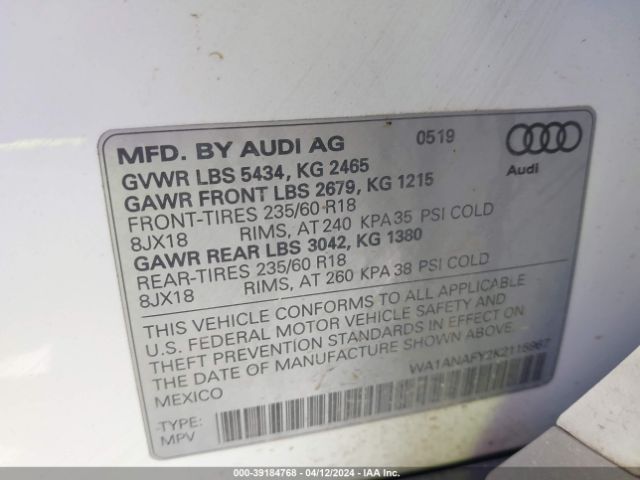 MFD. BY AUDI AG 0519
GVWR LBS 5434, KG 2465
GAWR FRONT LBS 2679, KG 1215
FRONT-TIRES 235/60 R18
8JX18 RIMS, AT 240 KPA 35 PSI COLD
GAWR REAR LBS 3042, KG 1380
REAR-TIRES 235/60 R18
8JX18 RIMS, AT 260 KPA 38 PSI COLD
Audi
THIS VEHICLE CONFORMS TO ALL APPLICABLE
U.S. FEDERAL MOTOR VEHICLE SAFETY AND
THEFT PREVENTION STANDARDS IN EFFECT ON
THE DATE OF MANUFACTURE SHOWN ABOVE.
MEXICO WA1ANAFY2K2116967
-TYPE:
MPV
000-39184768 - 04/12/2024 - IAA Inc.